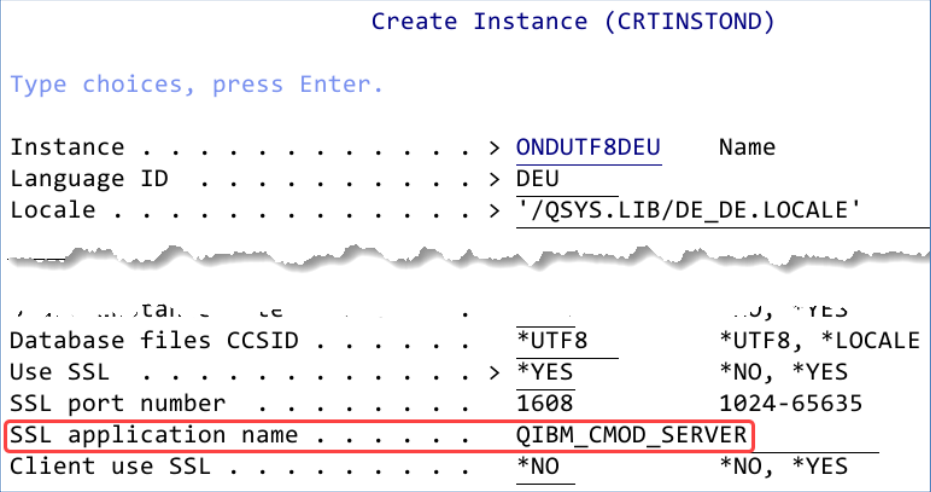 Create Instance (CRTINSTOND)
Type choices, press Enter.
Instance . . . . . . . . . . . . . > ONDUTF8DEU Name
Language ID . . . . . . . . . . . > DEU
Locale . . . . . . . . . . . . . . > '/QSYS.LIB/DE_DE.LOCALE'
*YES
Database files CCSID . . . . . . *UTF8 *UTF8, *LOCALE
Use SSL . . . . . . . . . . . . > *YES *NO, *YES
SSL port number . . . . . . . . 1608 1024-65635
SSL application name . . . . . . QIBM_CMOD_SERVER
Client use SSL . . . . . . . . . *NO *NO, *YES